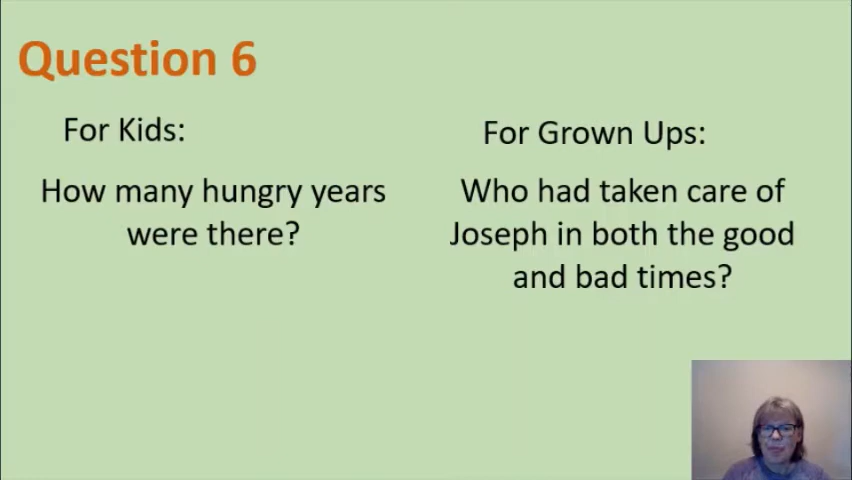 Question 6
For Kids:
How many hungry years
were there?
For Grown Ups:
Who had taken care of
Joseph in both the good
and bad times?